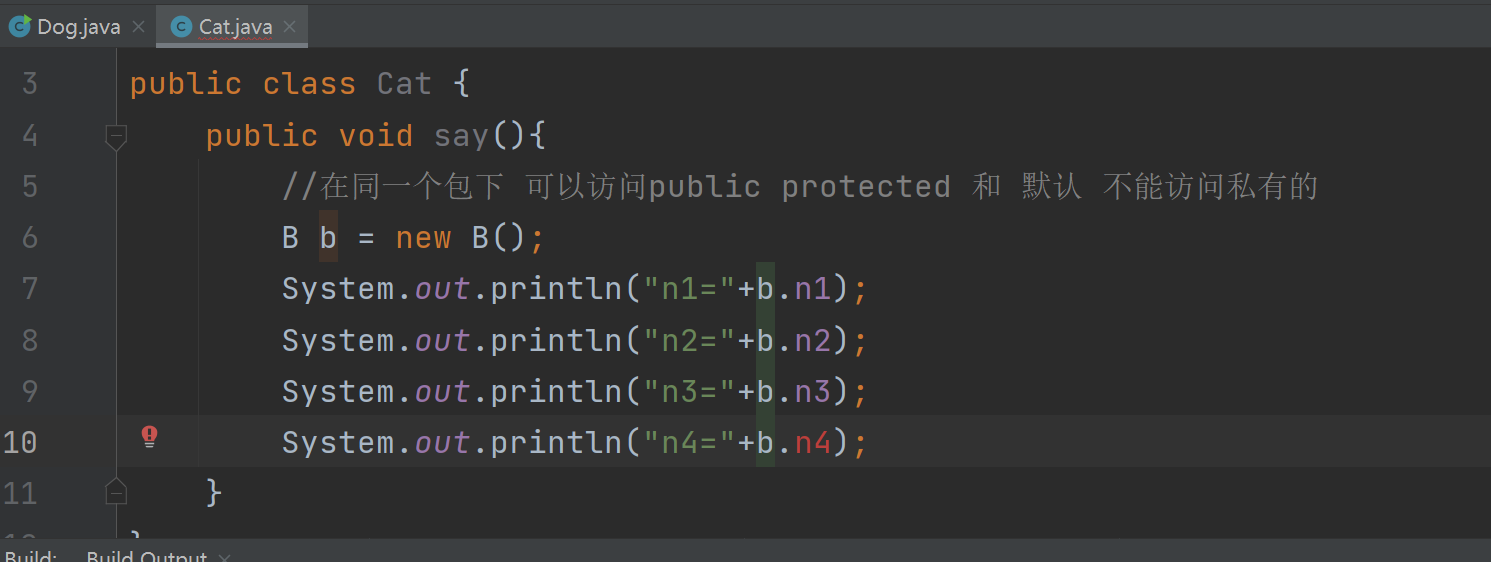 Dog.java
Cat.java
3 public class Cat {
4 public void say(){
5 //在同一个包下 可以访问public protected 和 默认 不能访问私有的
6 B b = new B();
7 System.out.println("n1="+b.n1);
8 System.out.println("n2="+b.n2);
9 System.out.println("n3="+b.n3);
10 System.out.println("n4="+b.n4);
11 }
Build: Build Output